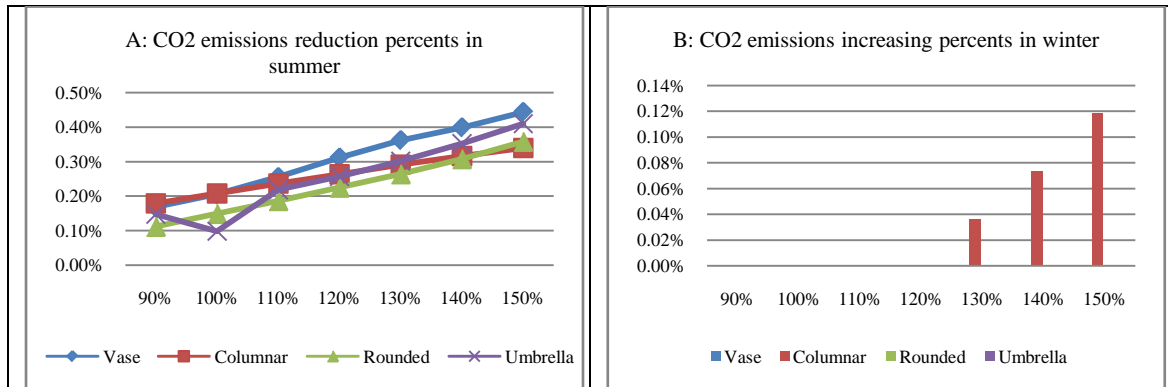 A: CO2 emissions reduction percents in
summer
0.50%
0.40%
0.30%
0.20%
0.10%
0.00%
90% 100% 110% 120% 130% 140% 150%
Vase Columnar Rounded Umbrella
B: CO2 emissions increasing percents in winter
0.14%
0.12%
0.10%
0.08%
0.06%
0.04%
0.02%
0.00%
90% 100% 110% 120% 130% 140% 150%
Vase Columnar Rounded Umbrella